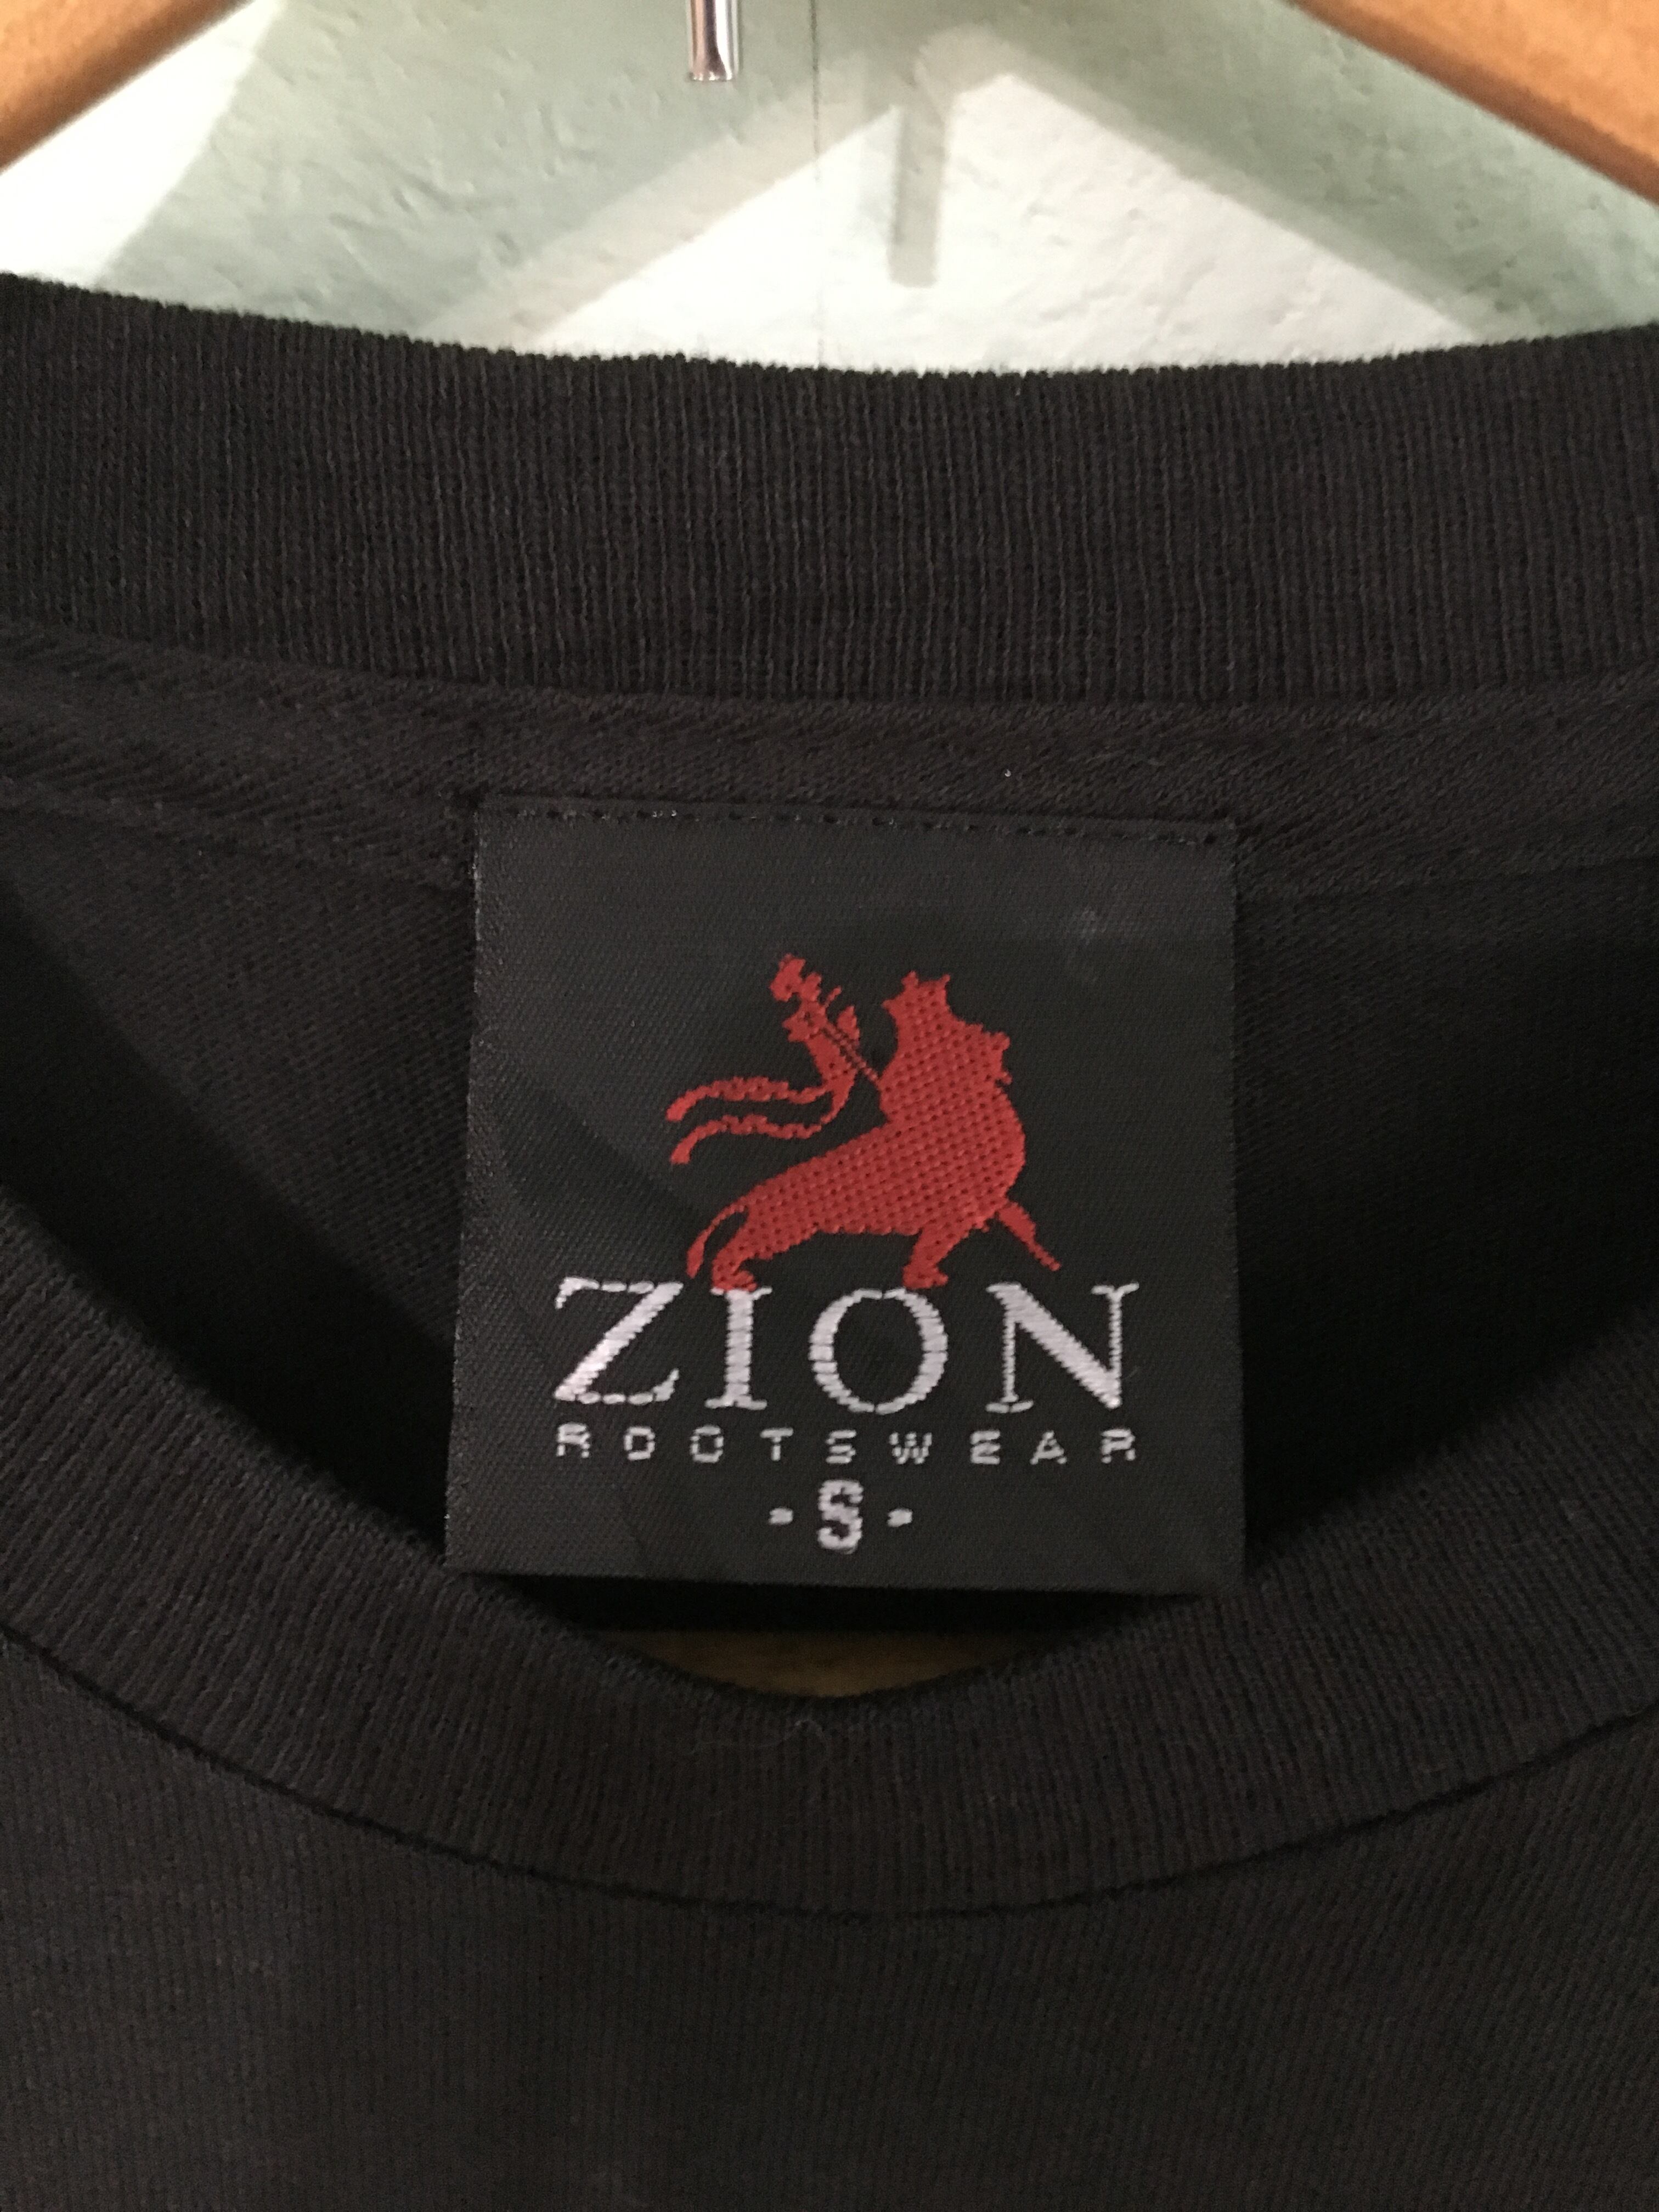 ZION
ROOTSWEAR
- S -